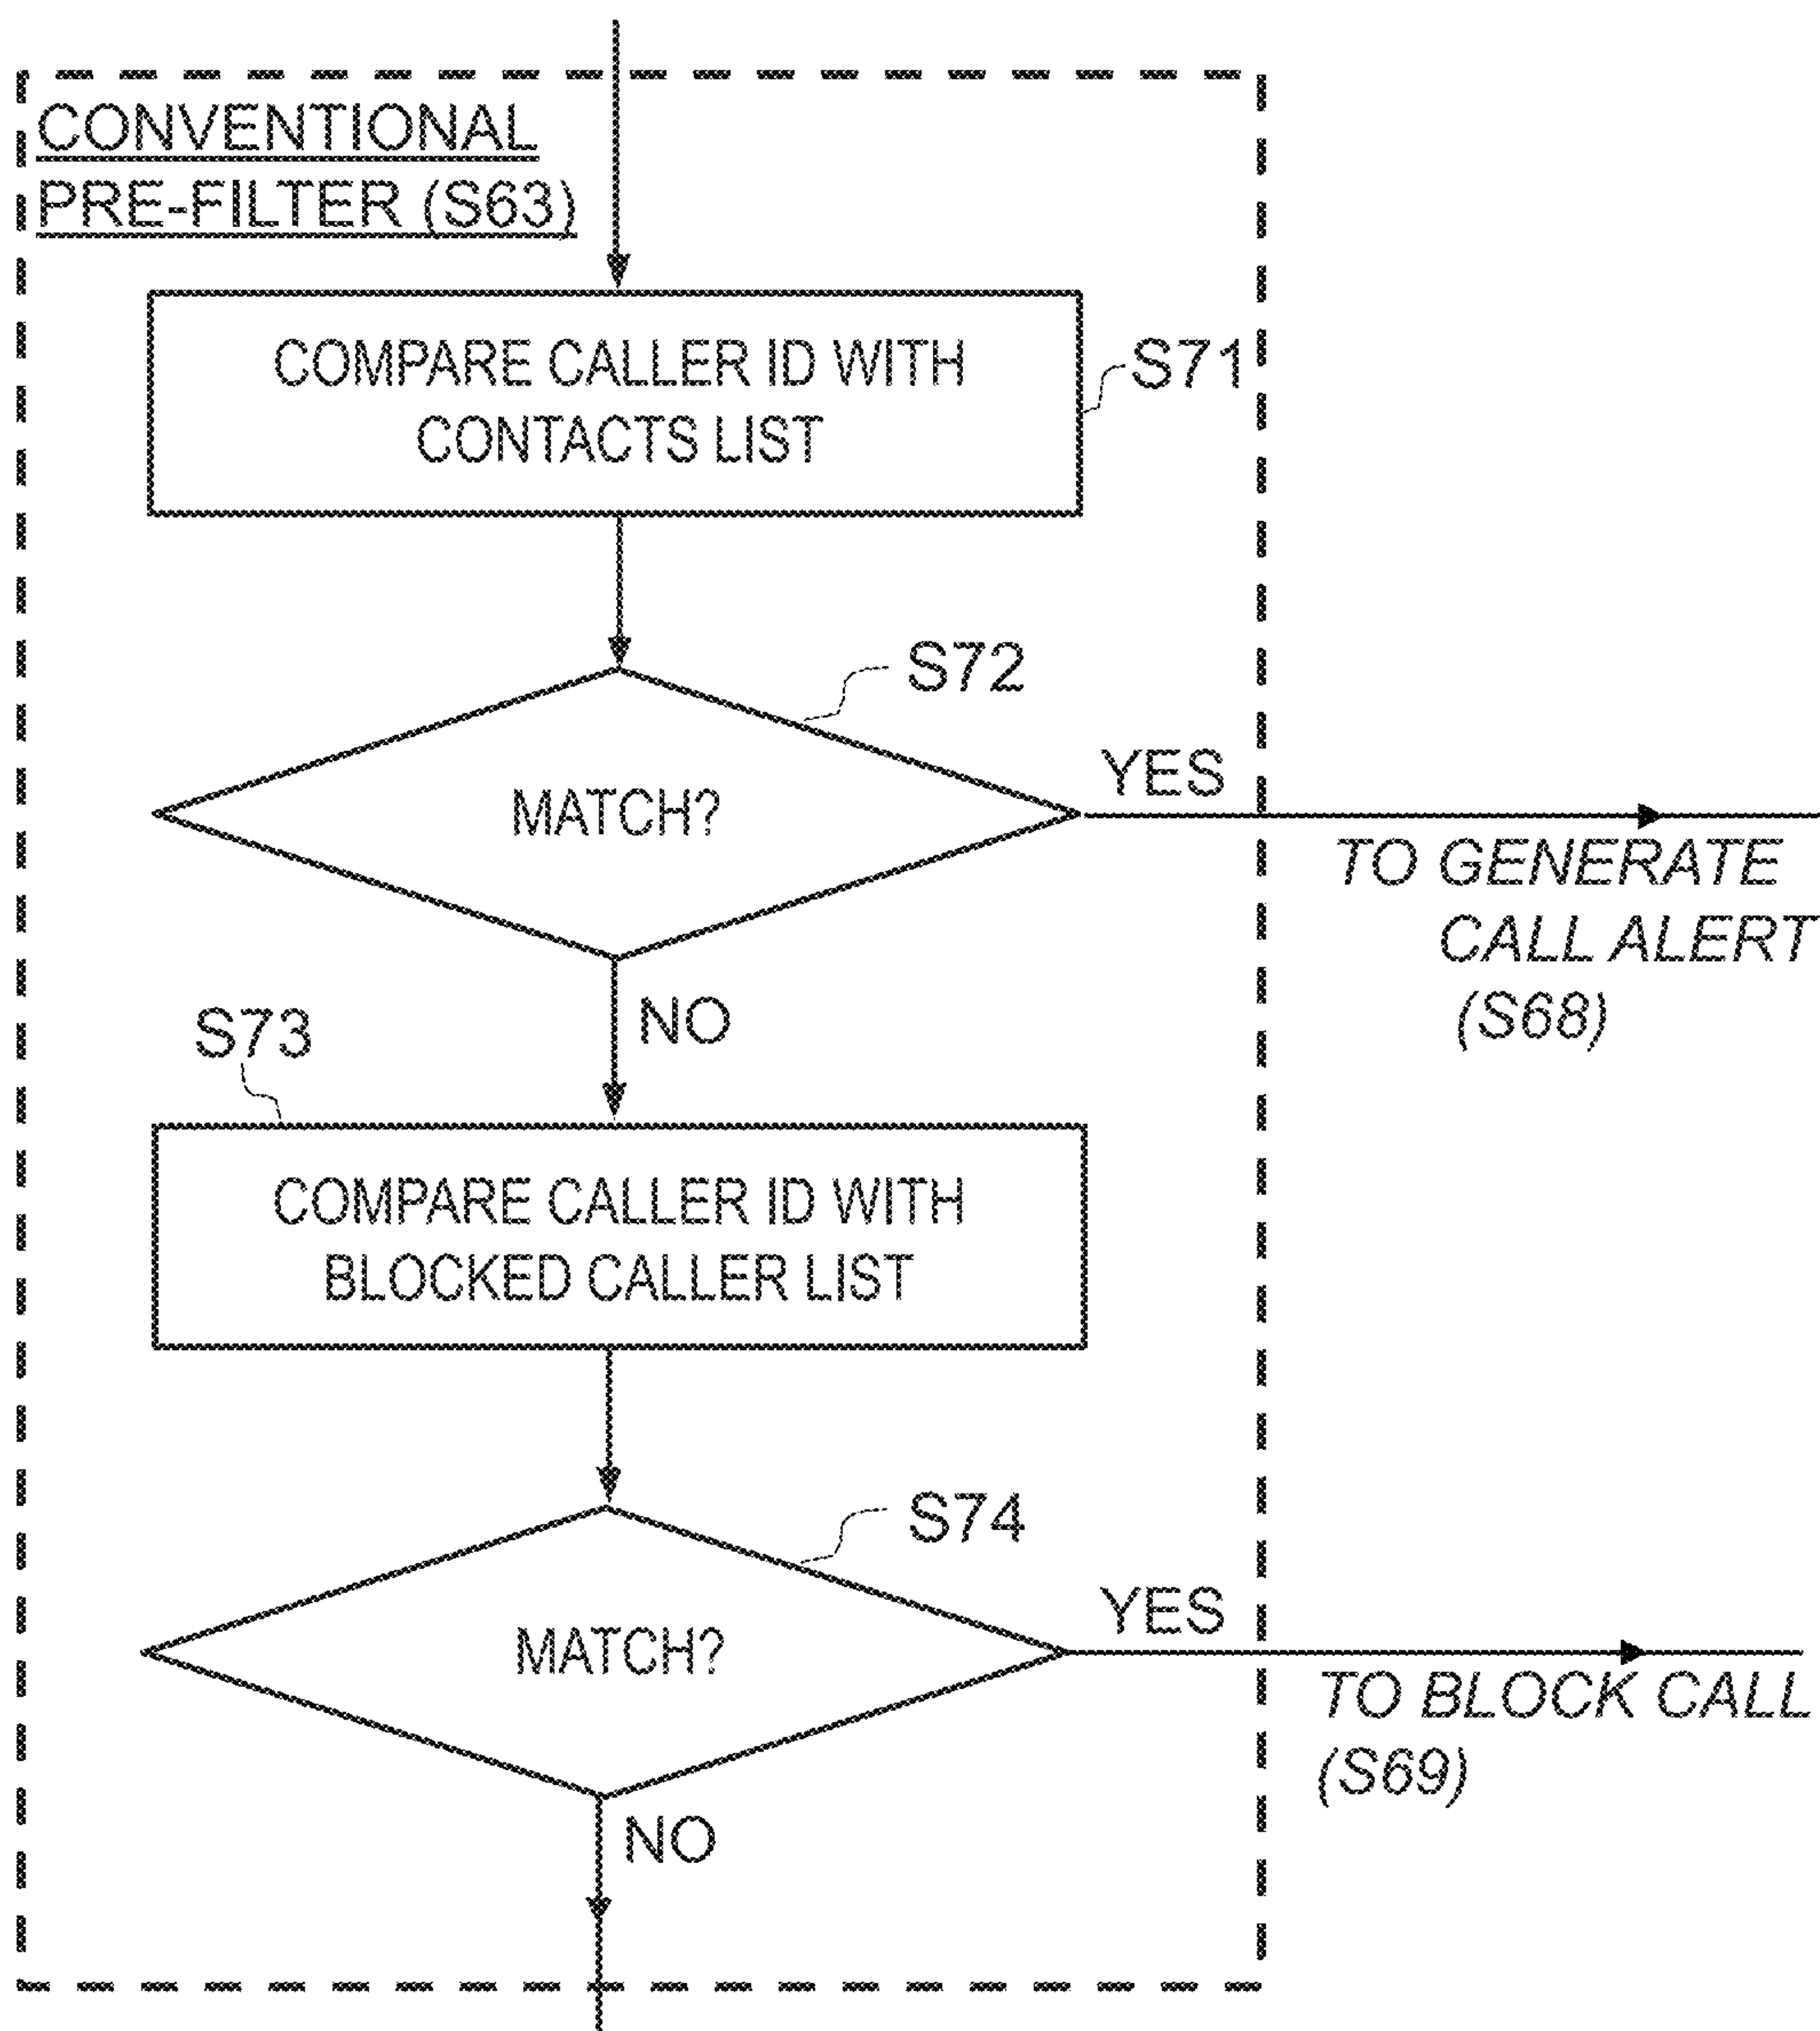 CONVENTIONAL
PRE-FILTER (S63)
COMPARE CALLER ID WITH
CONTACTS LIST
S71
S72
MATCH?
YES
TO GENERATE
CALL ALERT
(S68)
NO
S73
COMPARE CALLER ID WITH
BLOCKED CALLER LIST
S74
MATCH?
YES
TO BLOCK CALL
(S69)
NO